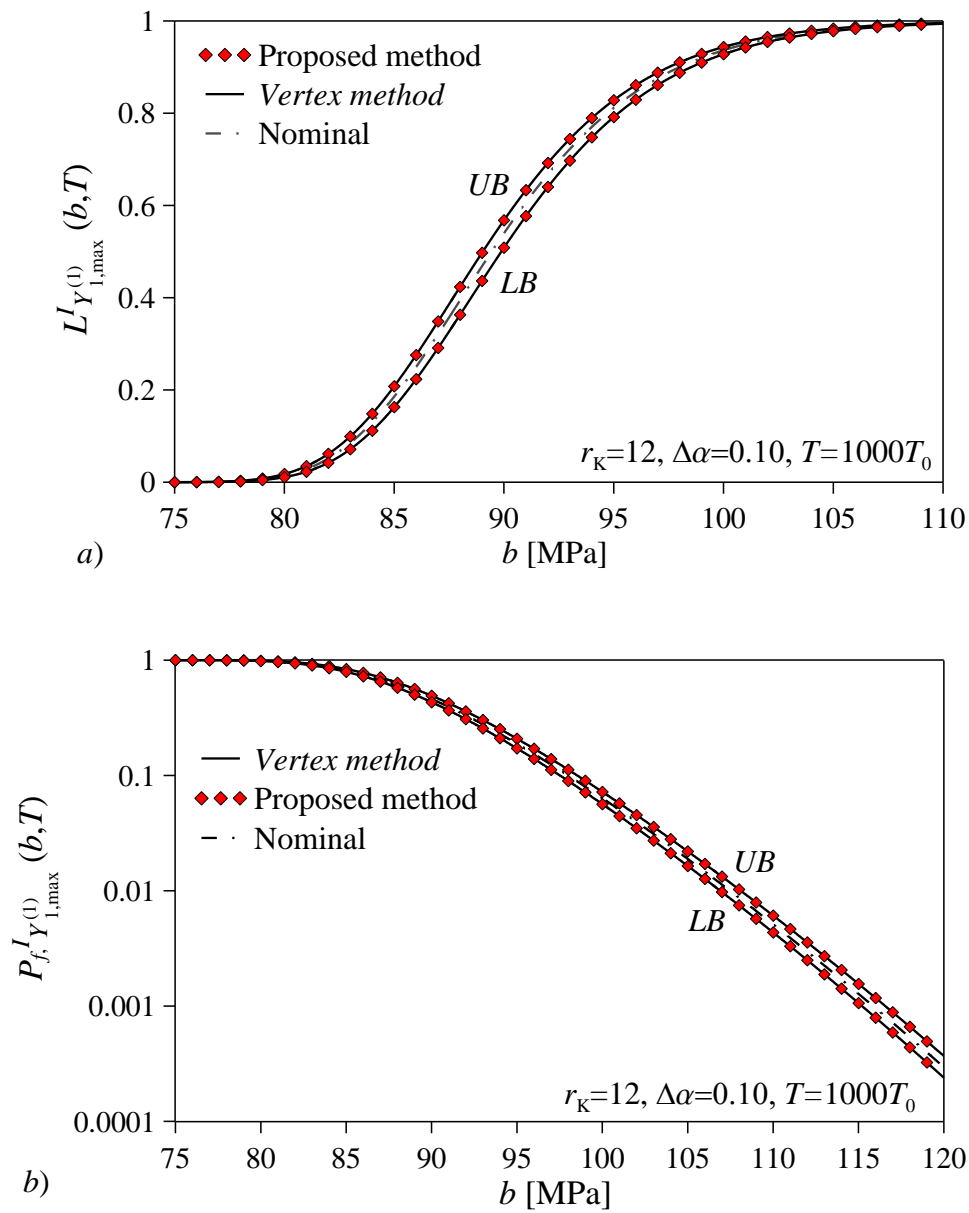 1
Proposed method
Vertex method
Nominal
0.8
0.6
0.4
0.2
0
UB
LB
L^I_{Y^{(1)}_{1,max}} (b,T)
r_K=12, Δα=0.10, T=1000T_0
75 80 85 90 95 100 105 110
a)
b [MPa]
1
0.1
0.01
0.001
0.0001
Vertex method
Proposed method
Nominal
UB
LB
P_{f,}^I_{Y^{(1)}_{1,max}} (b,T)
r_K=12, Δα=0.10, T=1000T_0
75 80 85 90 95 100 105 110 115 120
b)
b [MPa]